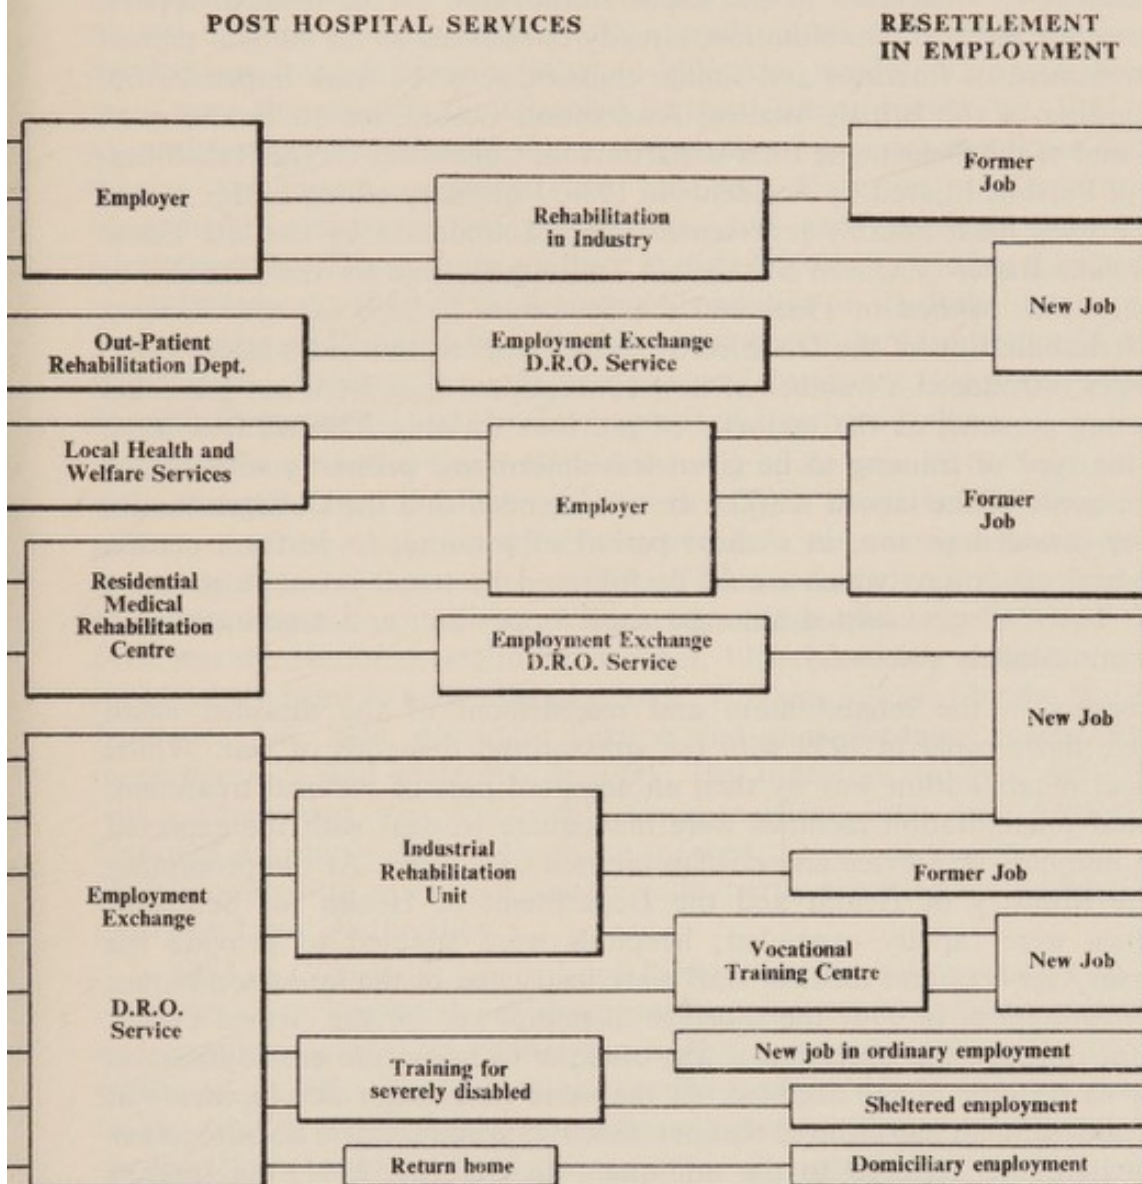 POST HOSPITAL SERVICES
RESETTLEMENT
IN EMPLOYMENT
Employer
Rehabilitation
in Industry
Former
Job
New Job
Out-Patient
Rehabilitation Dept.
Employment Exchange
D.R.O. Service
Local Health and
Welfare Services
Employer
Former
Job
Residential
Medical
Rehabilitation
Centre
Employment Exchange
D.R.O. Service
New Job
Employment
Exchange
D.R.O.
Service
Industrial
Rehabilitation
Unit
Former Job
Vocational
Training Centre
New Job
Training for
severely disabled
New job in ordinary employment
Sheltered employment
Return home
Domiciliary employment